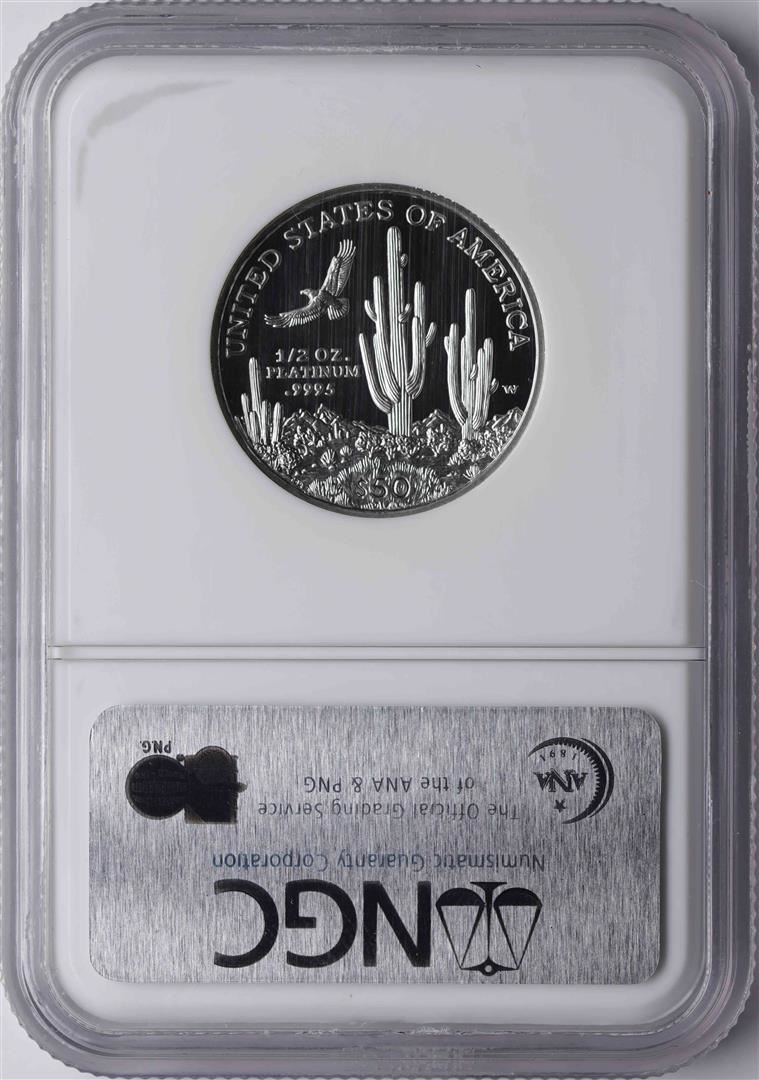 UNITED STATES OF AMERICA
1/2 OZ.
PLATINUM
.9995
W
$50
NGC
Numismatic Guaranty Corporation
The Official Grading Service
of the ANA & PNG
ANA
1891
PNG.